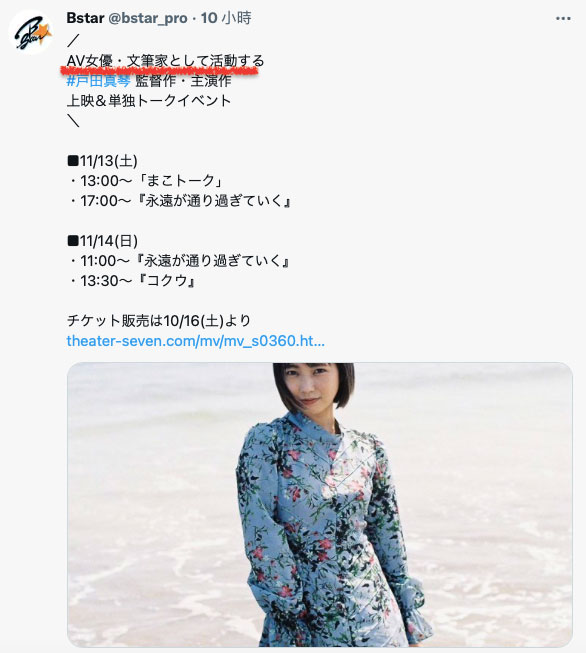 Bstar @bstar_pro · 10 小時
／
AV女優・文筆家として活動する
#戸田真琴 監督作・主演作
上映＆単独トークイベント
＼
■11/13(土)
・13:00〜「まこトーク」
・17:00〜『永遠が通り過ぎていく』
■11/14(日)
・11:00〜『永遠が通り過ぎていく』
・13:30〜『コクウ』
チケット販売は10/16(土)より
theater-seven.com/mv/mv_s0360.ht...